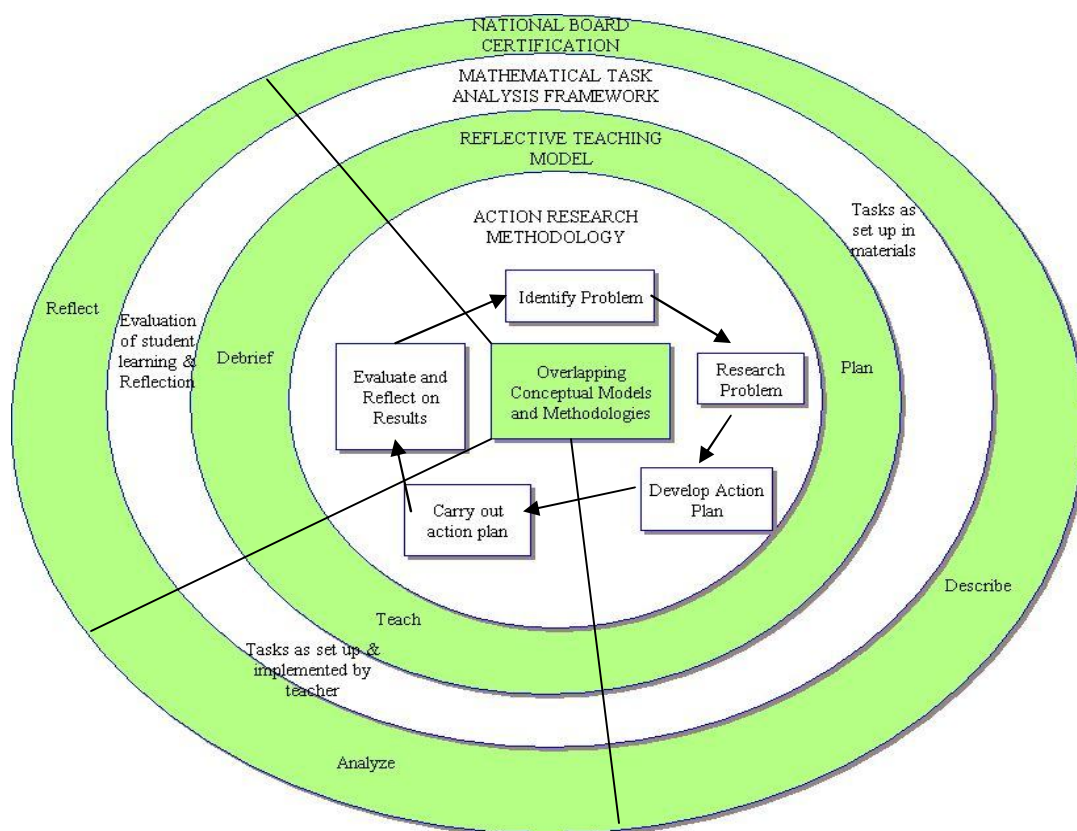 NATIONAL BOARD
CERTIFICATION
MATHEMATICAL TASK
ANALYSIS FRAMEWORK
REFLECTIVE TEACHING
MODEL
ACTION RESEARCH
METHODOLOGY
Tasks as
set up in
materials
Identify Problem
Reflect
Evaluation
of student
learning &
Reflection
Debrief
Evaluate and
Reflect on
Results
Overlapping
Conceptual Models
and Methodologies
Research
Problem
Plan
Carry out
action plan
Develop Action
Plan
Describe
Teach
Tasks as set up &
implemented by
teacher
Analyze